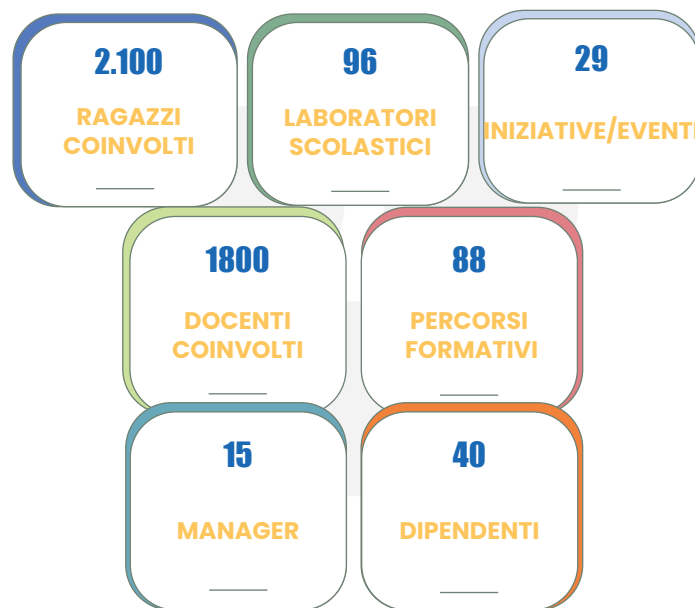 2.100
RAGAZZI
COINVOLTI
96
LABORATORI
SCOLASTICI
29
INIZIATIVE/EVENTI
1800
DOCENTI
COINVOLTI
88
PERCORSI
FORMATIVI
15
MANAGER
40
DIPENDENTI